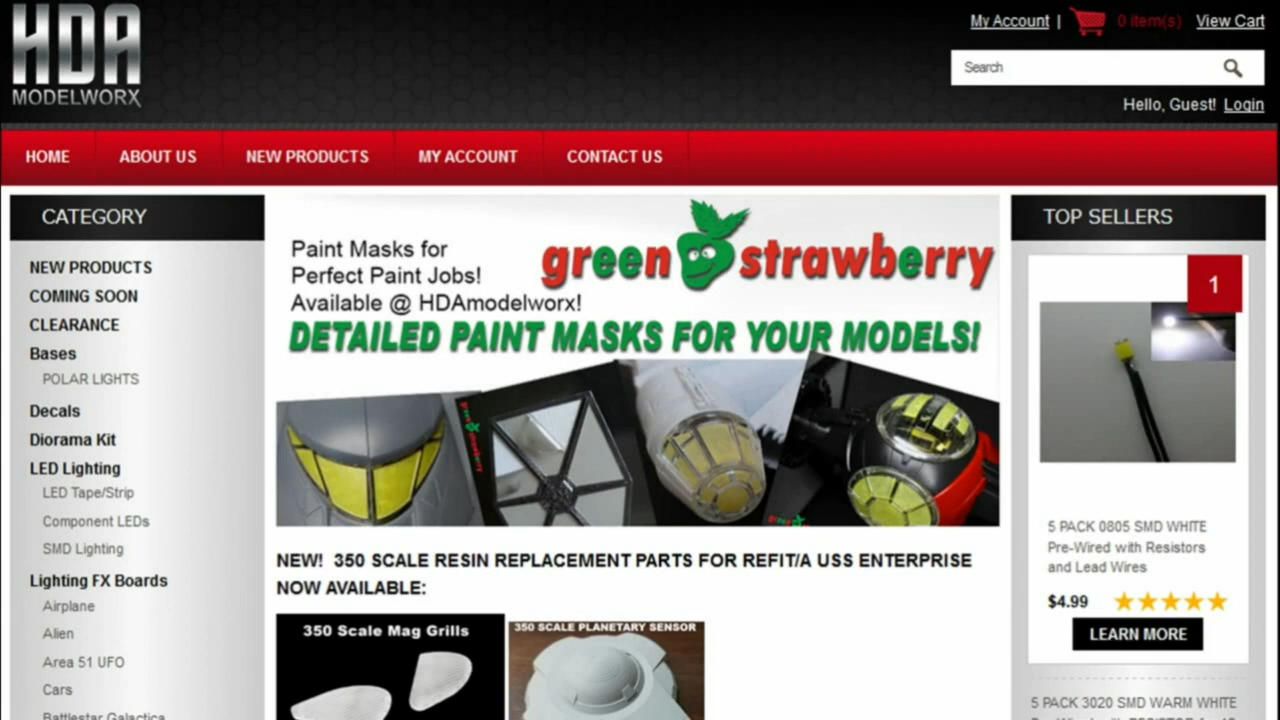 HDA
MODELWORX
My Account | 0 item(s) View Cart
Search
Hello, Guest! Login
HOME
ABOUT US
NEW PRODUCTS
MY ACCOUNT
CONTACT US
CATEGORY
NEW PRODUCTS
COMING SOON
CLEARANCE
Bases
POLAR LIGHTS
Decals
Diorama Kit
LED Lighting
LED Tape/Strip
Component LEDs
SMD Lighting
Lighting FX Boards
Airplane
Alien
Area 51 UFO
Cars
Battlestar Galactica
Paint Masks for
Perfect Paint Jobs!
Available @ HDAmodelworx!
green strawberry
DETAILED PAINT MASKS FOR YOUR MODELS!
green strawberry
NEW! 350 SCALE RESIN REPLACEMENT PARTS FOR REFIT/A USS ENTERPRISE
NOW AVAILABLE:
350 Scale Mag Grills
350 SCALE PLANETARY SENSOR
TOP SELLERS
1
5 PACK 0805 SMD WHITE
Pre-Wired with Resistors
and Lead Wires
$4.99
LEARN MORE
5 PACK 3020 SMD WARM WHITE